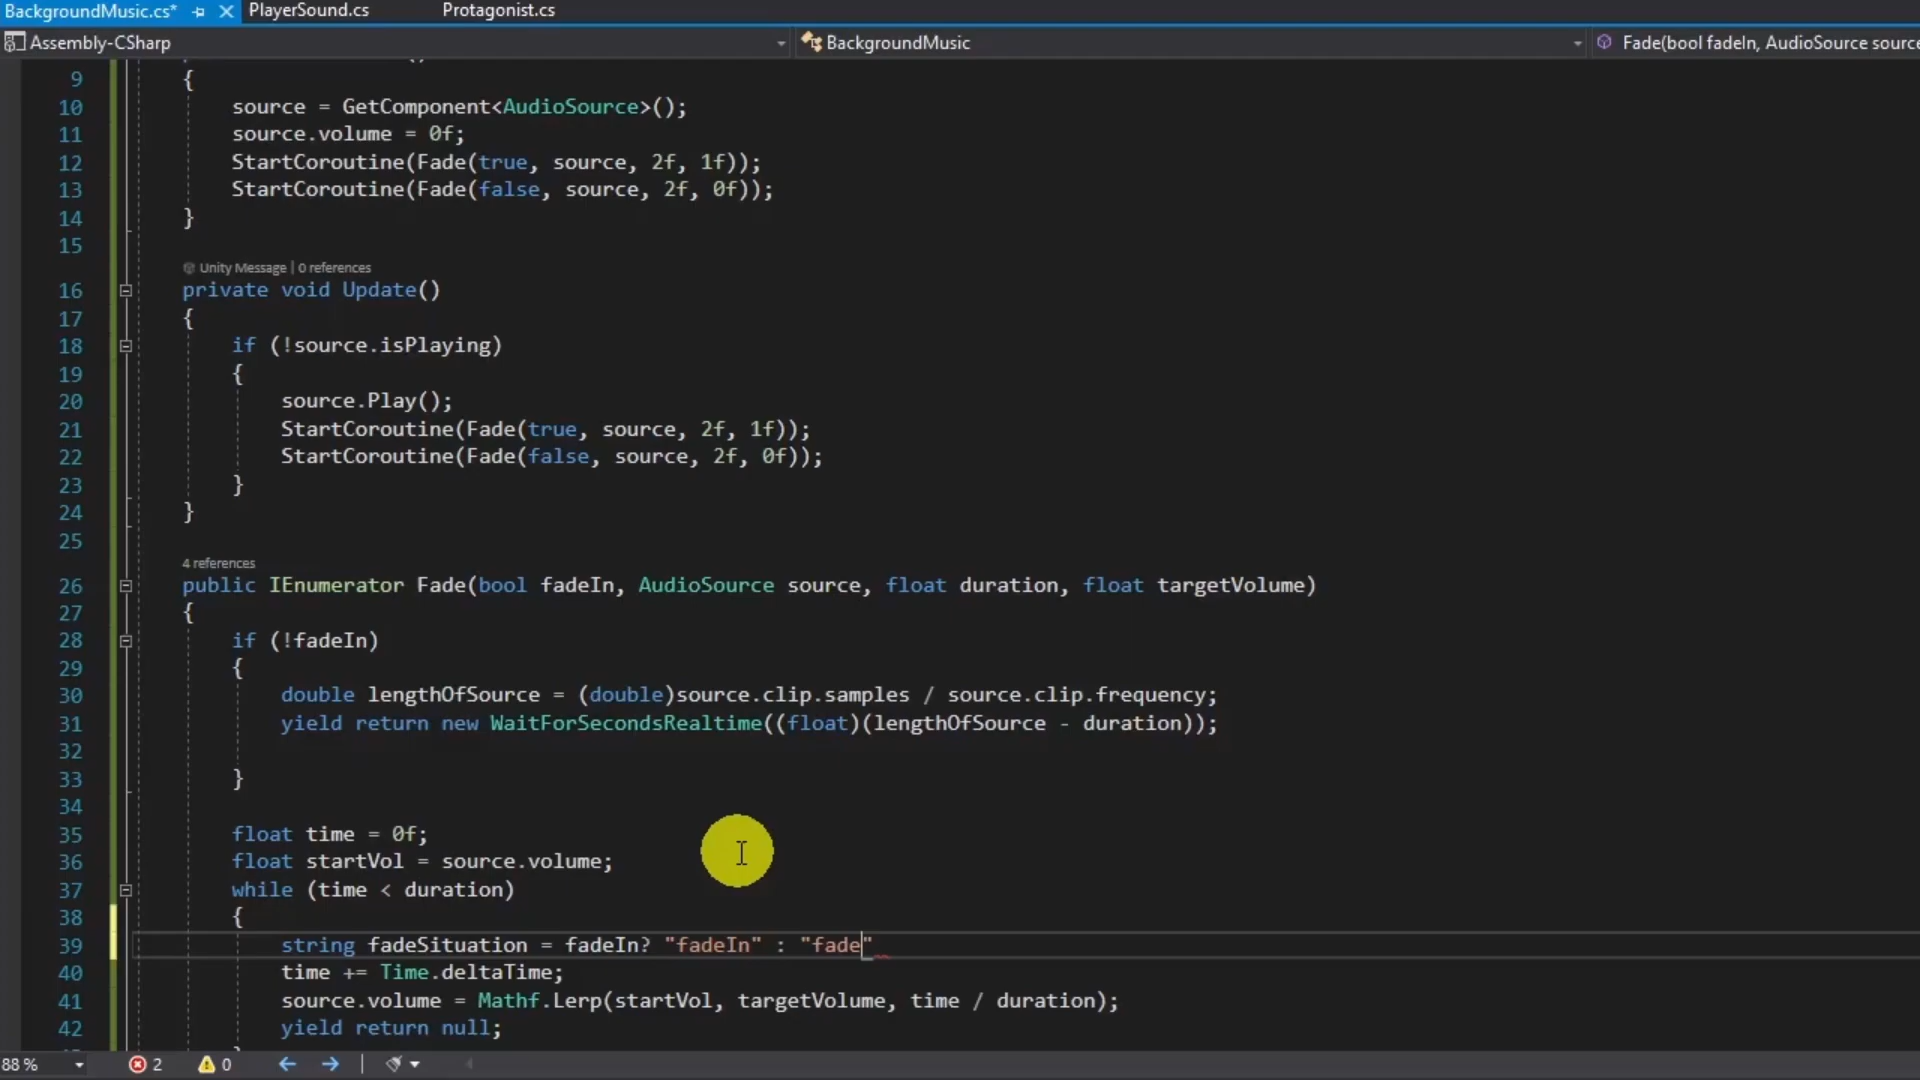 BackgroundMusic.cs* PlayerSound.cs Protagonist.cs
Assembly-CSharp BackgroundMusic Fade(bool fadeIn, AudioSource source
9 {
10 source = GetComponent<AudioSource>();
11 source.volume = 0f;
12 StartCoroutine(Fade(true, source, 2f, 1f));
13 StartCoroutine(Fade(false, source, 2f, 0f));
14 }
15
Unity Message | 0 references
16 private void Update()
17 {
18 if (!source.isPlaying)
19 {
20 source.Play();
21 StartCoroutine(Fade(true, source, 2f, 1f));
22 StartCoroutine(Fade(false, source, 2f, 0f));
23 }
24 }
25
4 references
26 public IEnumerator Fade(bool fadeIn, AudioSource source, float duration, float targetVolume)
27 {
28 if (!fadeIn)
29 {
30 double lengthOfSource = (double)source.clip.samples / source.clip.frequency;
31 yield return new WaitForSecondsRealtime((float)(lengthOfSource - duration));
32
33 }
34
35 float time = 0f;
36 float startVol = source.volume;
37 while (time < duration)
38 {
39 string fadeSituation = fadeIn? "fadeIn" : "fade"
40 time += Time.deltaTime;
41 source.volume = Mathf.Lerp(startVol, targetVolume, time / duration);
42 yield return null;
88 % 2 0